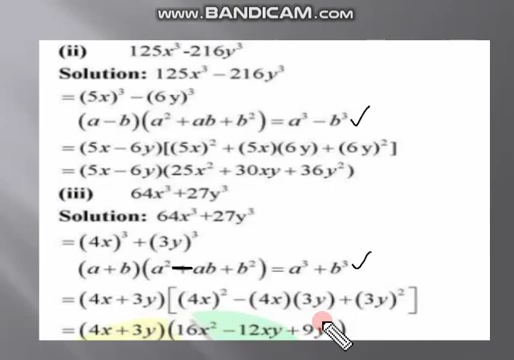 www.BANDICAM.com
(ii) 125x³-216y³
Solution: 125x³ − 216y³
= (5x)³ − (6y)³
(a−b)(a² + ab + b²) = a³ − b³ ✓
= (5x − 6y)[(5x)² + (5x)(6y) + (6y)²]
= (5x − 6y)(25x² + 30xy + 36y²)
(iii) 64x³+27y³
Solution: 64x³+27y³
= (4x)³ + (3y)³
(a+b)(a² − ab + b²) = a³ + b³ ✓
= (4x + 3y)[(4x)² − (4x)(3y) + (3y)²]
= (4x + 3y)(16x² − 12xy + 9y)